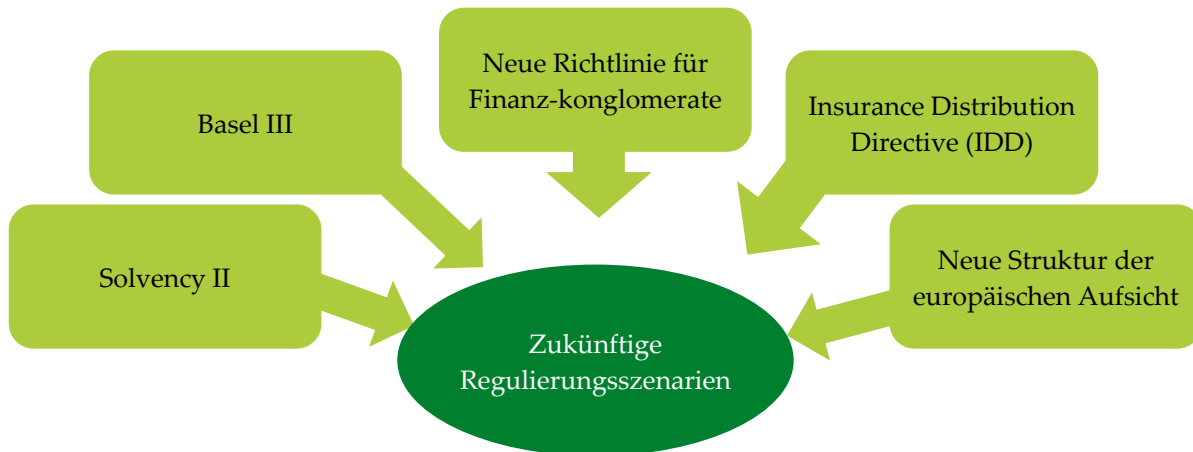 Neue Richtlinie für
Finanz-konglomerate
Basel III
Insurance Distribution
Directive (IDD)
Solvency II
Neue Struktur der
europäischen Aufsicht
Zukünftige
Regulierungsszenarien